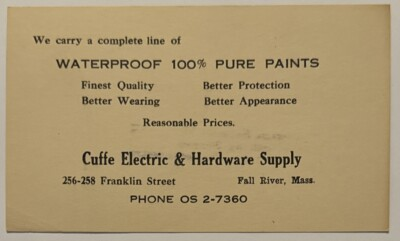 We carry a complete line of
WATERPROOF 100% PURE PAINTS
Finest Quality Better Protection
Better Wearing Better Appearance
Reasonable Prices.
Cuffe Electric & Hardware Supply
256-258 Franklin Street Fall River, Mass.
PHONE OS 2-7360